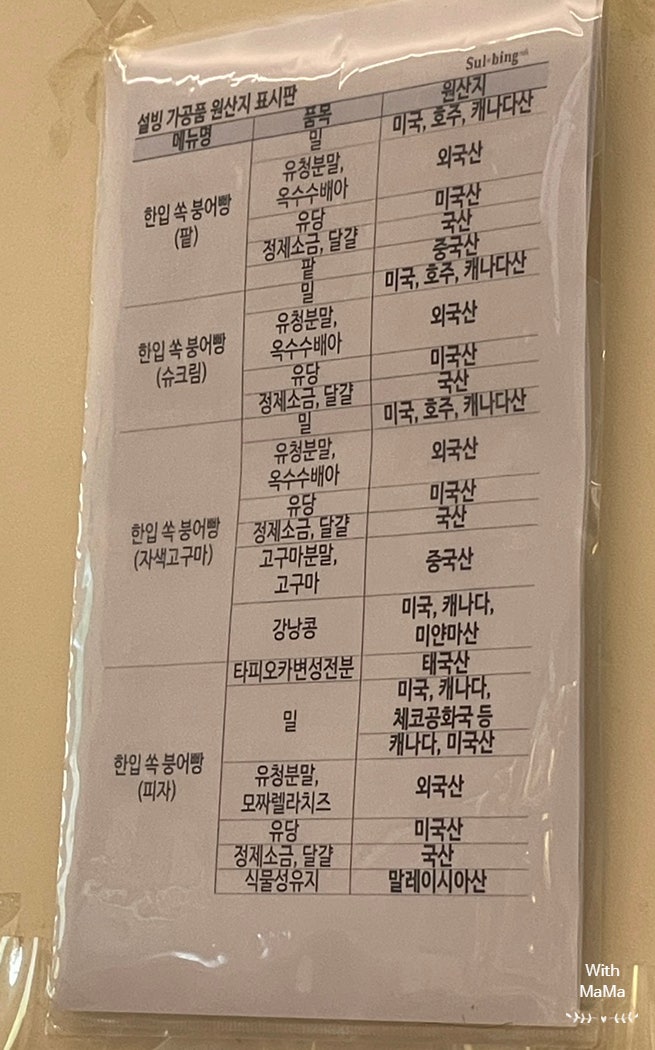 Sul·bing
설빙 가공품 원산지 표시판
메뉴명 품목 원산지
한입 쏙 붕어빵
(팥)
밀 미국, 호주, 캐나다산
유청분말,
옥수수배아
외국산
유당 미국산
정제소금, 달걀 국산
팥 중국산
한입 쏙 붕어빵
(슈크림)
밀 미국, 호주, 캐나다산
유청분말,
옥수수배아
외국산
유당 미국산
정제소금, 달걀 국산
한입 쏙 붕어빵
(자색고구마)
밀 미국, 호주, 캐나다산
유청분말,
옥수수배아
외국산
유당 미국산
정제소금, 달걀 국산
고구마분말,
고구마
중국산
강낭콩
미국, 캐나다,
미얀마산
한입 쏙 붕어빵
(피자)
타피오카변성전분 태국산
밀
미국, 캐나다,
체코공화국 등
캐나다, 미국산
유청분말,
모짜렐라치즈
외국산
유당 미국산
정제소금, 달걀 국산
식물성유지 말레이시아산
With
MaMa